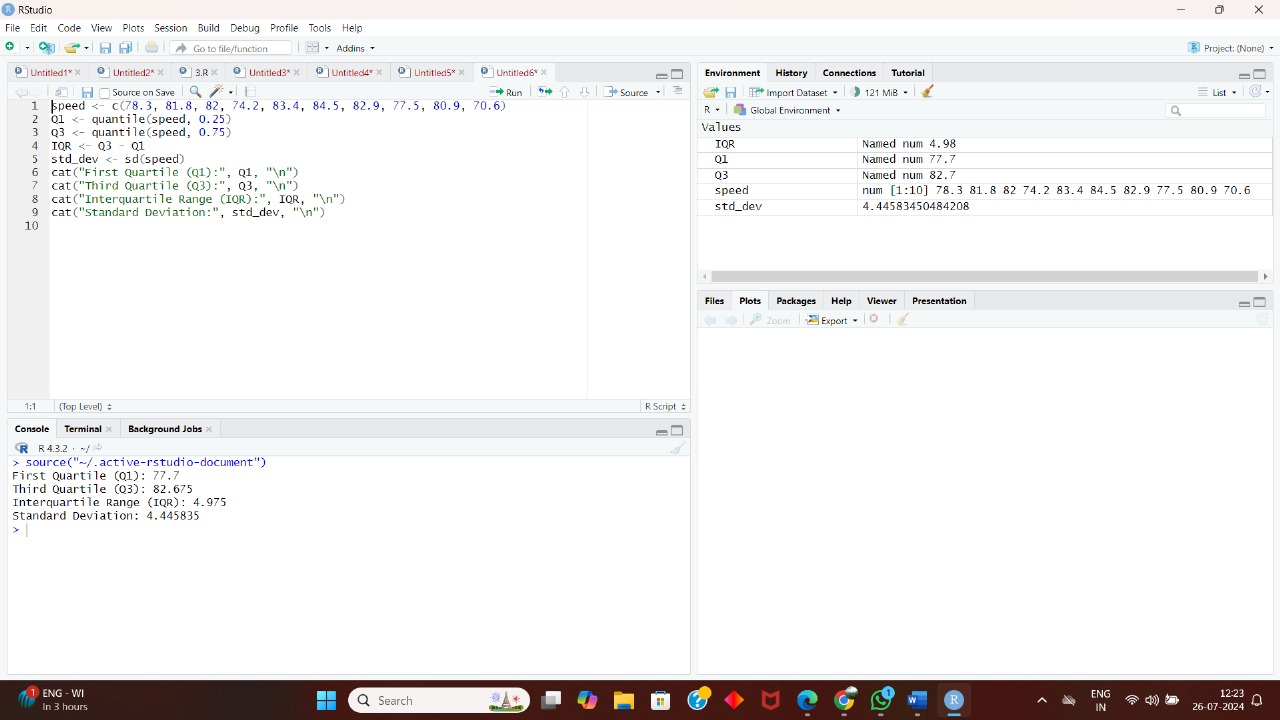 RStudio
File Edit Code View Plots Session Build Debug Profile Tools Help
Go to file/function Addins Project: (None)
Untitled1* Untitled2* 3.R Untitled3* Untitled4* Untitled5* Untitled6*
Source on Save Run Source
1 speed <- c(78.3, 81.8, 82, 74.2, 83.4, 84.5, 82.9, 77.5, 80.9, 70.6)
2 Q1 <- quantile(speed, 0.25)
3 Q3 <- quantile(speed, 0.75)
4 IQR <- Q3 - Q1
5 std_dev <- sd(speed)
6 cat("First Quartile (Q1):", Q1, "\n")
7 cat("Third Quartile (Q3):", Q3, "\n")
8 cat("Interquartile Range (IQR):", IQR, "\n")
9 cat("Standard Deviation:", std_dev, "\n")
10
1:1 (Top Level) R Script
Console Terminal Background Jobs
R 4.3.2 · ~/
> source("~/.active-rstudio-document")
First Quartile (Q1): 77.7
Third Quartile (Q3): 82.675
Interquartile Range (IQR): 4.975
Standard Deviation: 4.445835
>
Environment History Connections Tutorial
Import Dataset 121 MiB List
R Global Environment
Values
IQR Named num 4.98
Q1 Named num 77.7
Q3 Named num 82.7
speed num [1:10] 78.3 81.8 82 74.2 83.4 84.5 82.9 77.5 80.9 70.6
std_dev 4.44583450484208
Files Plots Packages Help Viewer Presentation
Zoom Export
1 ENG - WI
In 3 hours
Search
1
ENG
IN
12:23
26-07-2024